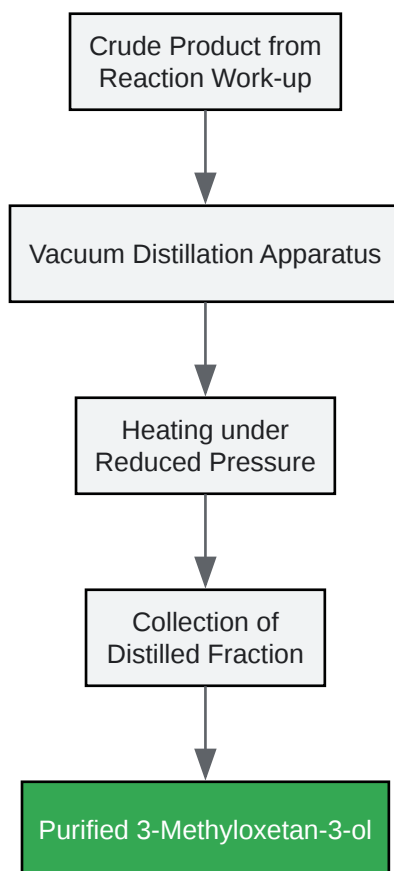 Crude Product from
Reaction Work-up
Vacuum Distillation Apparatus
Heating under
Reduced Pressure
Collection of
Distilled Fraction
Purified 3-Methyloxetan-3-ol